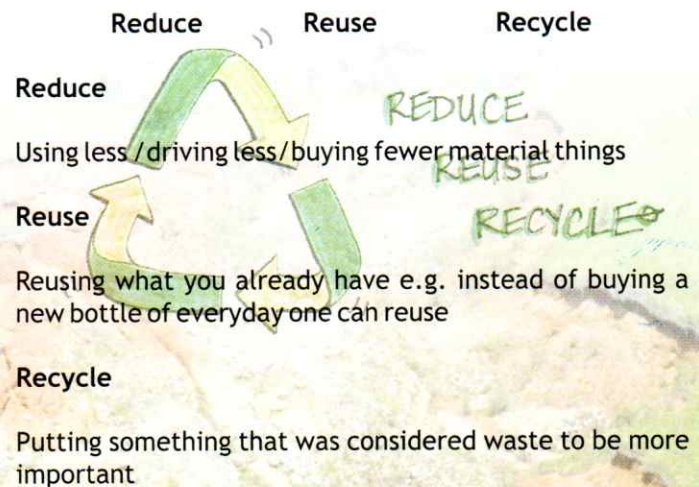 Reduce Reuse Recycle
Reduce
REDUCE
Using less /driving less/buying fewer material things
REUSE
Reuse
RECYCLE
Reusing what you already have e.g. instead of buying a
new bottle of everyday one can reuse
Recycle
Putting something that was considered waste to be more
important